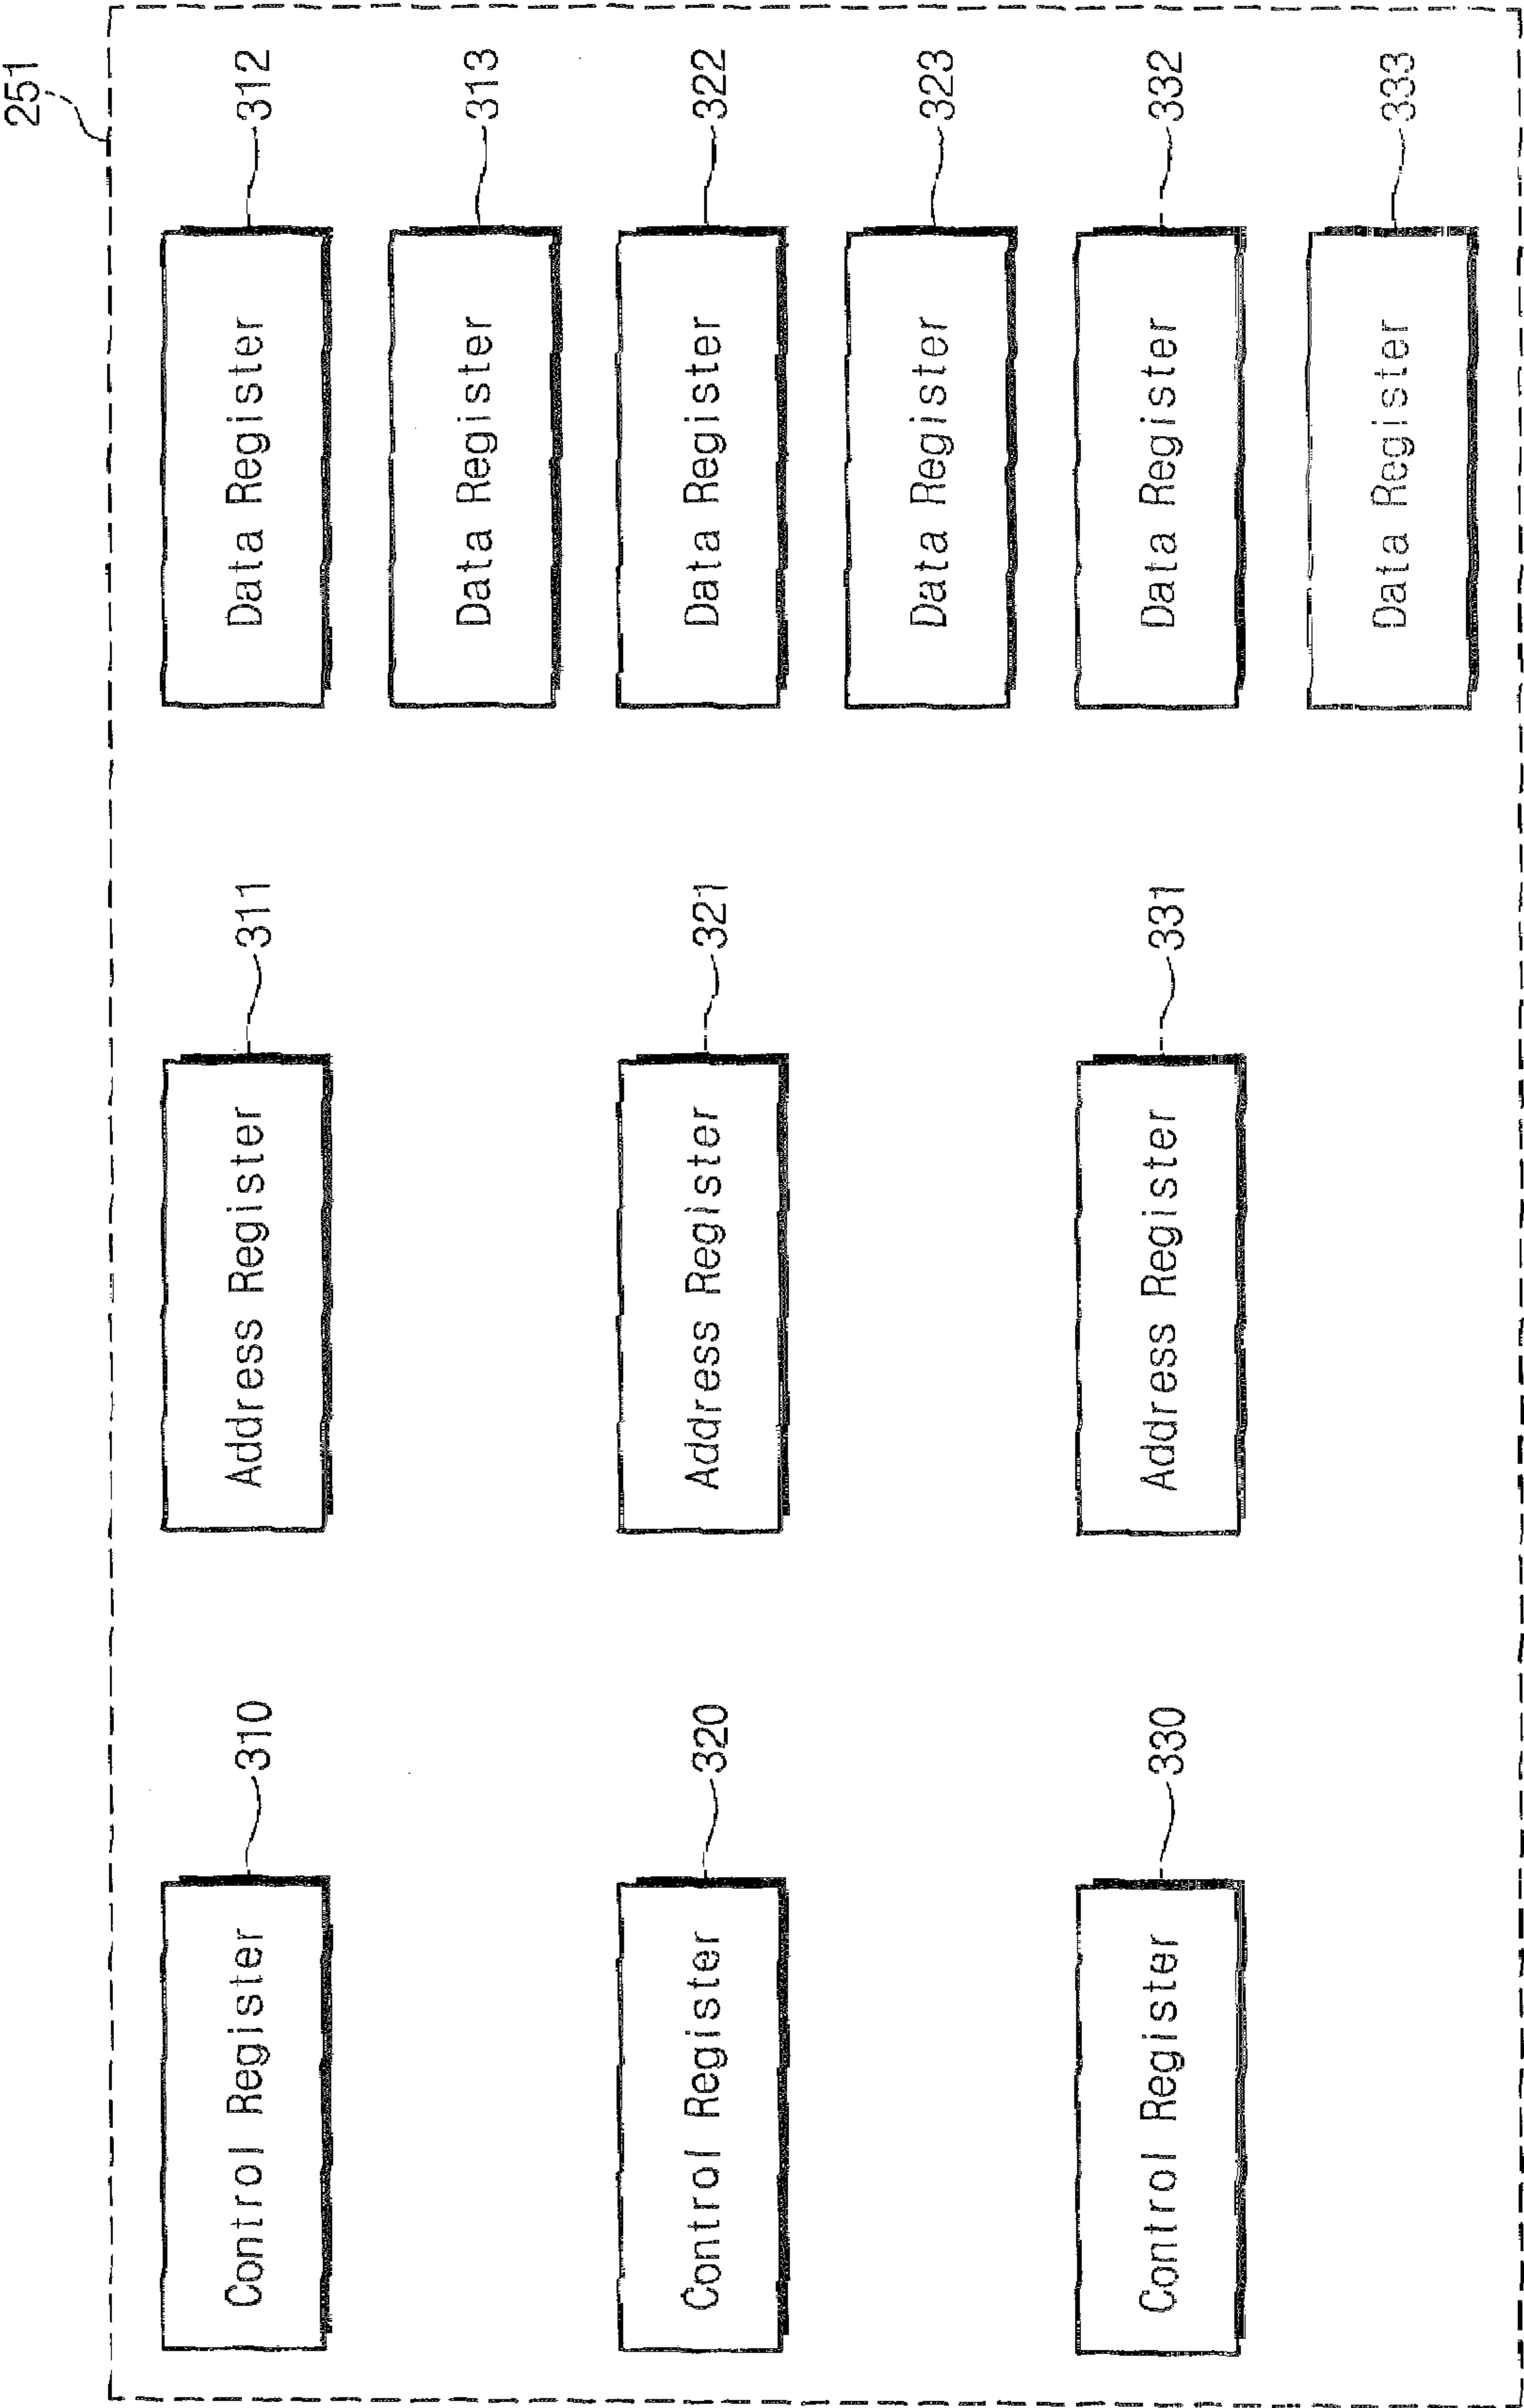 251
Control Register
310
Address Register
311
Data Register
312
Data Register
313
Control Register
320
Address Register
321
Data Register
322
Data Register
323
Control Register
330
Address Register
331
Data Register
332
Data Register
333